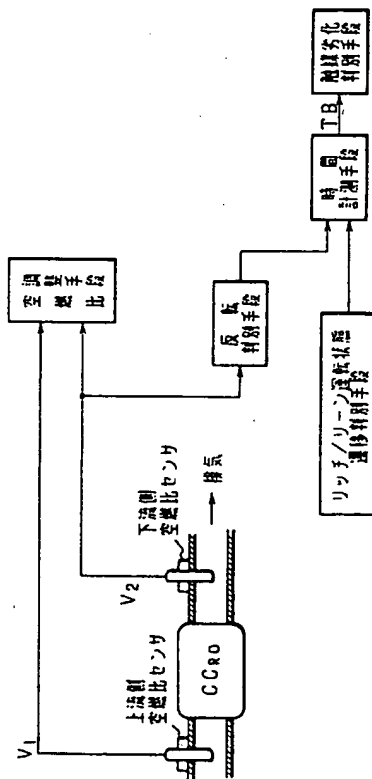 V1
上流側
空燃比センサ
V2
下流側
空燃比センサ
排気
CCRO
空燃比
調整手段
反転
判別手段
リッチ/リーン運転状態
遷移判別手段
時間
計測手段
TB
触媒劣化
判別手段